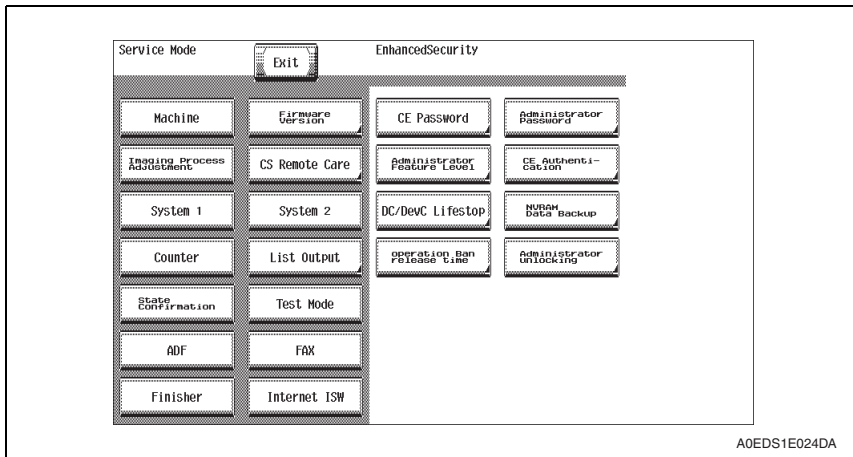 Service Mode
Exit
EnhancedSecurity
Machine
Firmware
Version
CE Password
Administrator
Password
Imaging Process
Adjustment
CS Remote Care
Administrator
Feature Level
CE Authenti-
cation
System 1
System 2
DC/DevC Lifestop
NVRAM
Data Backup
Counter
List Output
operation Ban
release time
Administrator
unlocking
State
Confirmation
Test Mode
ADF
FAX
Finisher
Internet ISW
A0EDS1E024DA